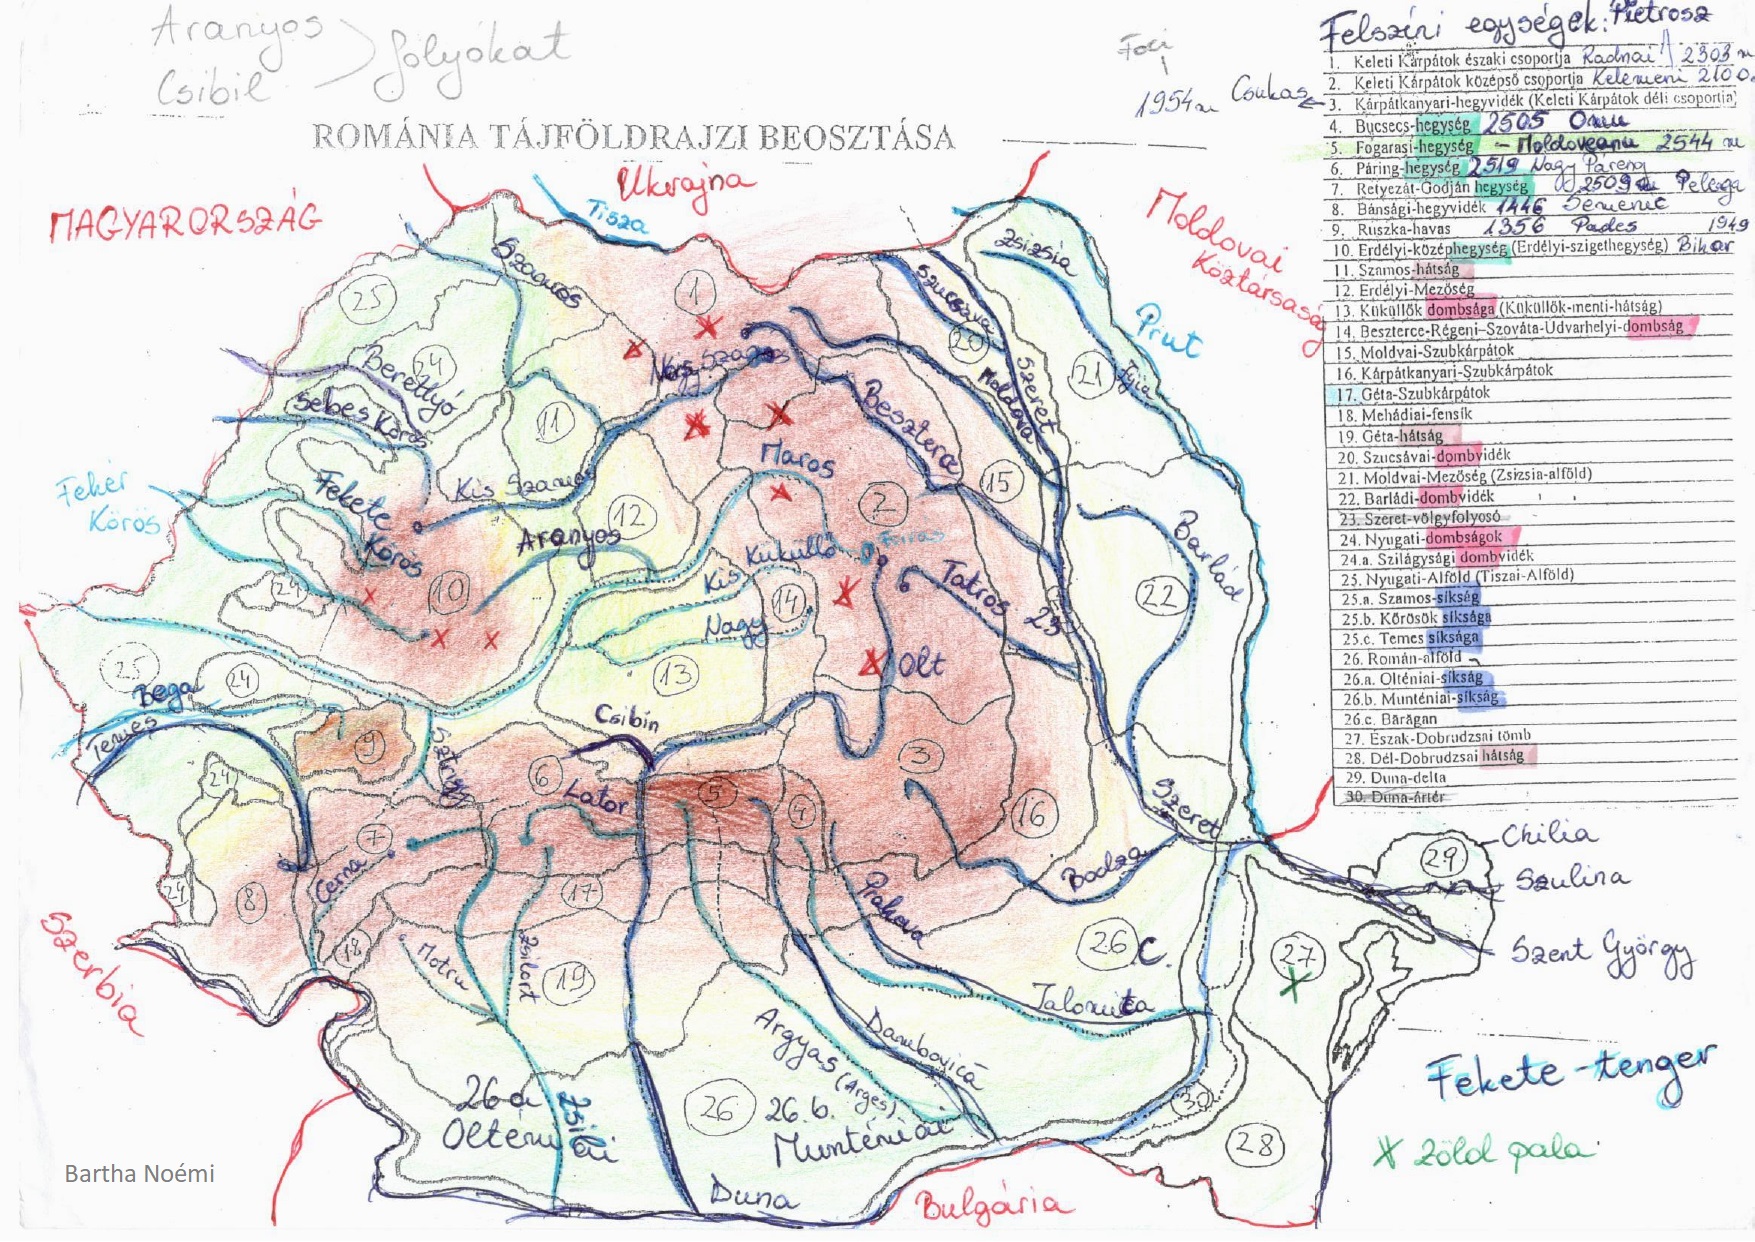 Aranyos
Csibil
folyókat
ROMÁNIA TÁJFÖLDRAJZI BEOSZTÁSA
Felszíni egységek: Pietrosz
1. Keleti Kárpátok északi csoportja Radnai 2303 m
2. Keleti Kárpátok középső csoportja Kelemeni 2100
1954 m Csukas
3. Kárpátkanyari-hegyvidék (Keleti Kárpátok déli csoportja)
4. Bucsecs-hegység 2505 Omu
5. Fogarasi-hegység - Moldoveanu 2544 m
6. Páring-hegység 2519 Nagy Páreng
7. Retyezát-Godján hegység 2509 m Peleaga
8. Bánsági-hegyvidék 1446 Semenic
9. Ruszka-havas 1356 Pades 1949
10. Erdélyi-középhegység (Erdélyi-szigethegység) Bihar
11. Szamos-hátság
12. Erdélyi-Mezőség
13. Küküllők dombsága (Küküllők-menti-hátság)
14. Beszterce-Régeni-Szováta-Udvarhelyi-dombság
15. Moldvai-Szubkárpátok
16. Kárpátkanyari-Szubkárpátok
17. Géta-Szubkárpátok
18. Mehádiai-fensík
19. Géta-hátság
20. Szucsávai-dombvidék
21. Moldvai-Mezőség (Zsizsia-alföld)
22. Barládi-dombvidék
23. Szeret-völgyfolyosó
24. Nyugati-dombságok
24.a. Szilágysági dombvidék
25. Nyugati-Alföld (Tiszai-Alföld)
25.a. Szamos-síkság
25.b. Körösök síksága
25.c. Temes síksága
26. Román-alföld
26.a. Olténiai-síkság
26.b. Munténiai-síkság
26.c. Bărăgan
27. Észak-Dobrudzsai tömb
28. Dél-Dobrudzsai hátság
29. Duna-delta
30. Duna-ártér
MAGYARORSZÁG
Ukrajna
Tisza
Moldovai
Köztársaság
Prut
Zsizsia
Szucsáva
Szamos
25
1
20
Szeret
Moldova
21
Zsijia
24
Berettyó
Sebes Körös
11
Nagy Szamos
Beszterce
Maros
15
Fehér
Körös
Fekete
Körös
Kis Szamos
12
Aranyos
2
Barlád
Kis Küküllő
Tatros
10
24
14
22
23
Nagy
Olt
13
25
24
Bega
Temes
9
Sztrigy
Csibin
6
Lator
5
4
3
16
Szeret
24
7
Cerna
8
24
17
18
Motru
Zsilort
19
Prahova
Bodza
26 c.
27
29
Chilia
Szulina
Szent György
Szerbia
Jalomita
Dambovica
Argyas (Arges)
26 a
Olténiai
Zsil
26
26.b.
Munténiai
30
28
Fekete-tenger
Zöld pala
Duna
Bulgária
Bartha Noémi